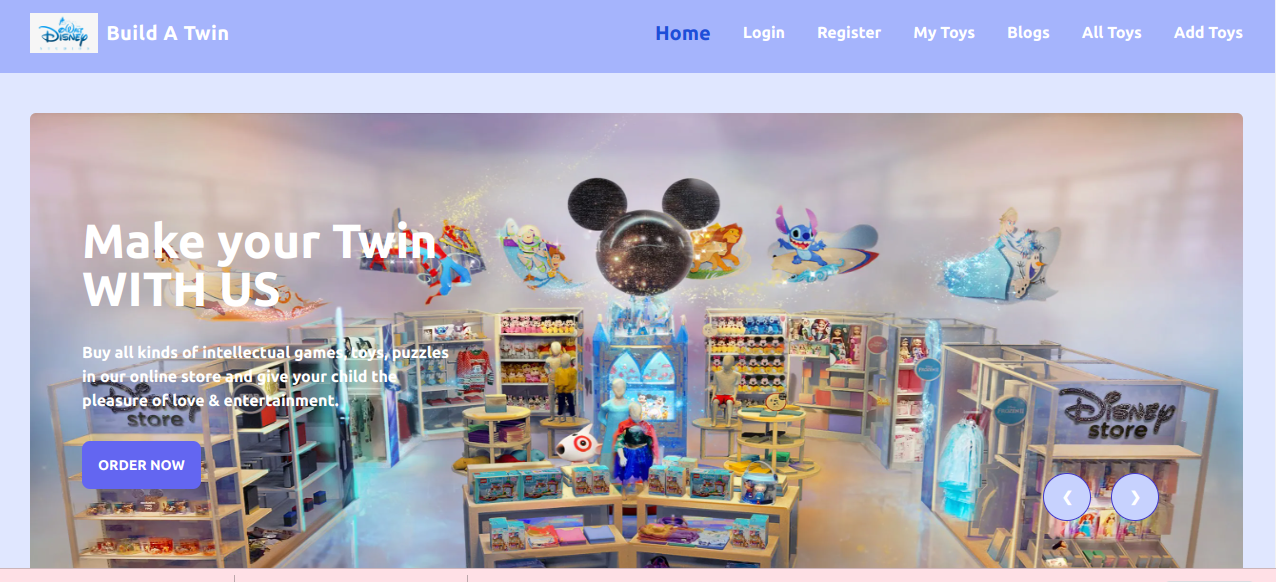 Walt
Disney
Build A Twin
Home
Login
Register
My Toys
Blogs
All Toys
Add Toys
Make your Twin
WITH US
Buy all kinds of intellectual games, toys, puzzles
in our online store and give your child the
pleasure of love & entertainment.
ORDER NOW
Disney
store
Disney
store
❮
❯